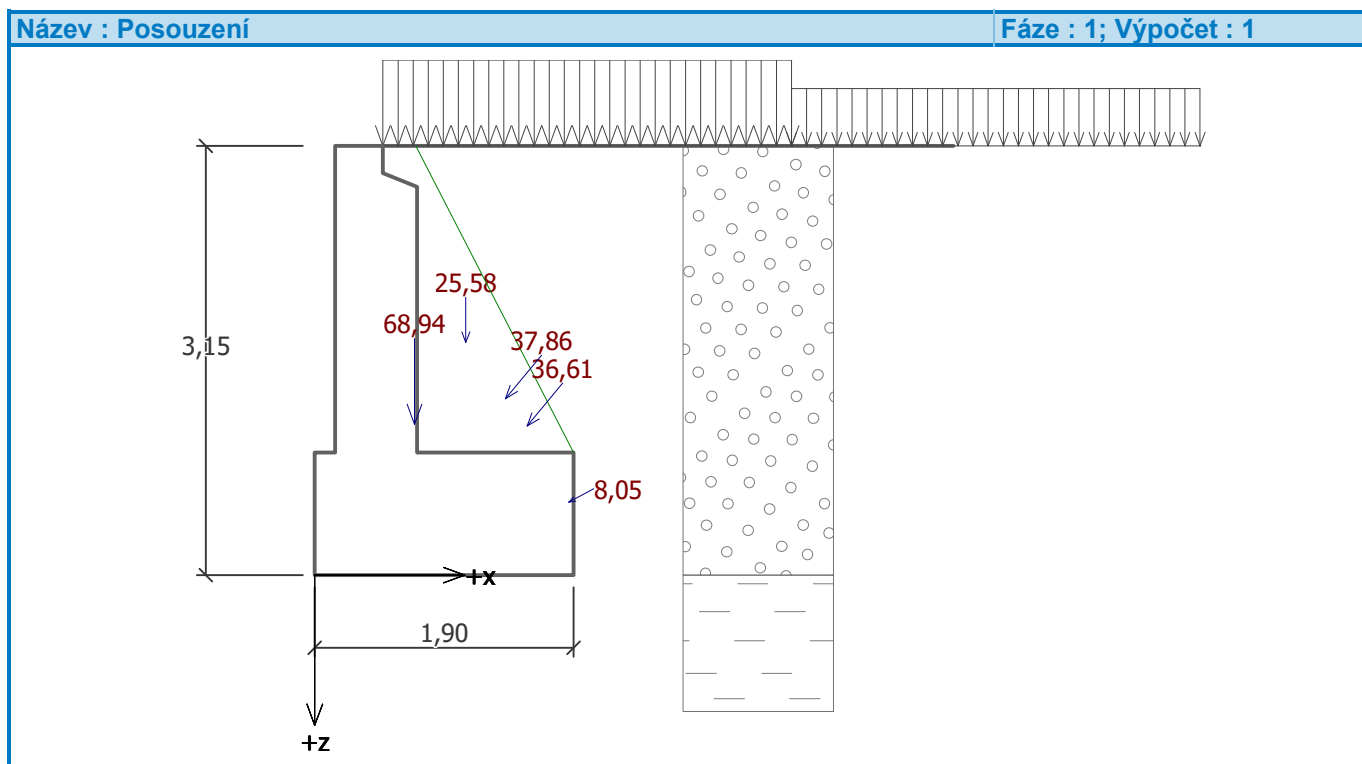 Název : Posouzení
Fáze : 1; Výpočet : 1
25,58
68,94
37,86
3,15
36,61
8,05
+x
1,90
+z